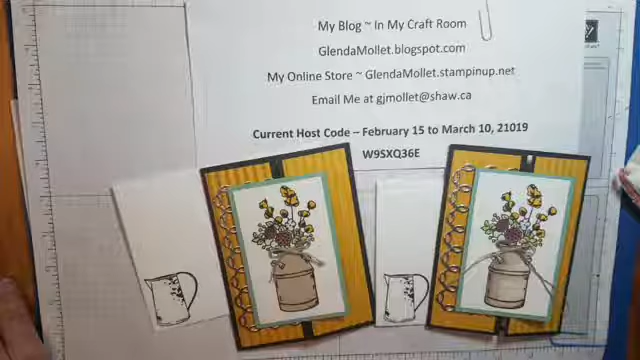 My Blog ~ In My Craft Room
GlendaMollet.blogspot.com
My Online Store ~ GlendaMollet.stampinup.net
Email Me at gjmollet@shaw.ca
Current Host Code – February 15 to March 10, 21019
W9SXQ36E